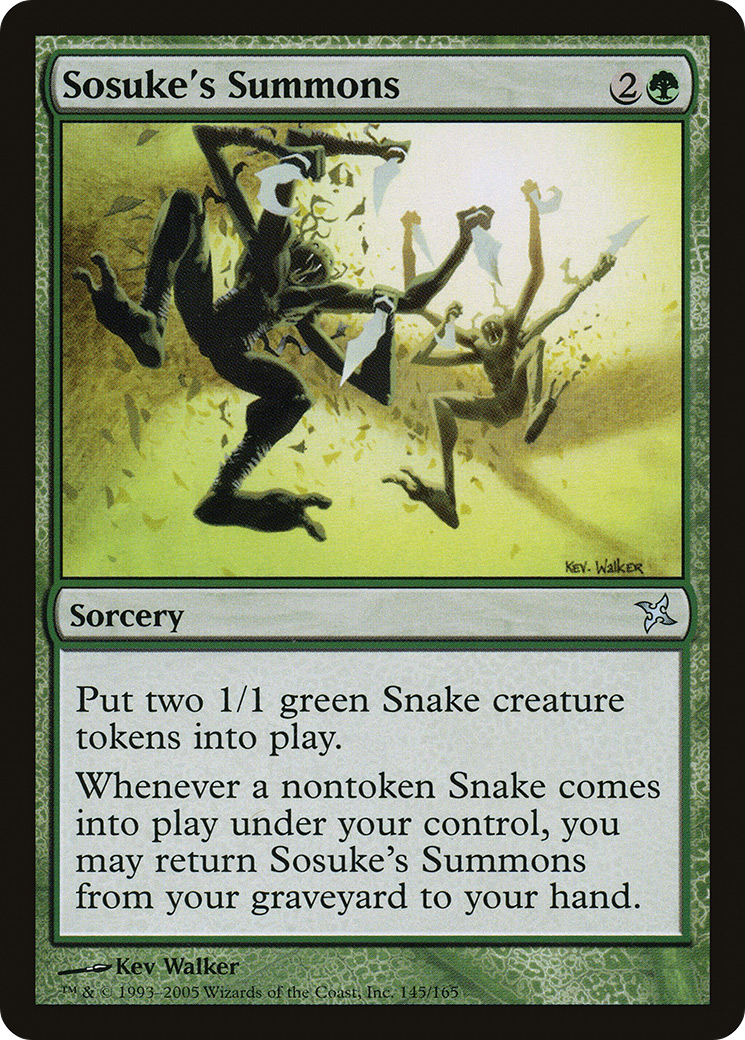 Sosuke's Summons 2
Kev. Walker
Sorcery
Put two 1/1 green Snake creature
tokens into play.
Whenever a nontoken Snake comes
into play under your control, you
may return Sosuke's Summons
from your graveyard to your hand.
Kev Walker
™ & © 1993–2005 Wizards of the Coast, Inc. 145/165